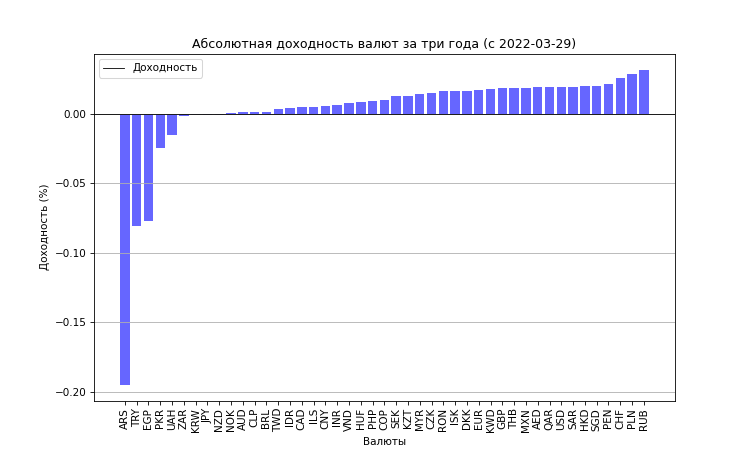 Абсолютная доходность валют за три года (с 2022-03-29)
Доходность
0.00
−0.05
−0.10
−0.15
−0.20
Доходность (%)
ARS TRY EGP PKR UAH ZAR KRW JPY NZD NOK AUD CLP BRL TWD IDR CAD ILS CNY INR VND HUF PHP COP SEK KZT MYR CZK RON ISK DKK EUR KWD GBP THB MXN AED QAR USD SAR HKD SGD PEN CHF PLN RUB
Валюты